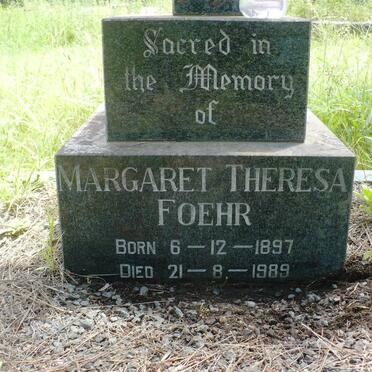 Sacred in
the Memory
of
MARGARET THERESA
FOEHR
BORN 6-12-1897
DIED 21-8-1989